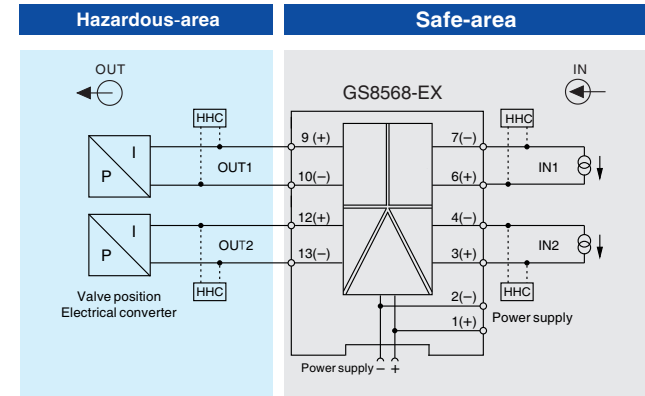 Hazardous-area
Safe-area
OUT
IN
GS8568-EX
HHC
HHC
9 (+)
7(−)
I
P
OUT1
IN1
10(−)
6(+)
12(+)
4(−)
I
P
OUT2
IN2
13(−)
3(+)
HHC
HHC
Valve position
Electrical converter
2(−)
1(+)
Power supply
Power supply − +